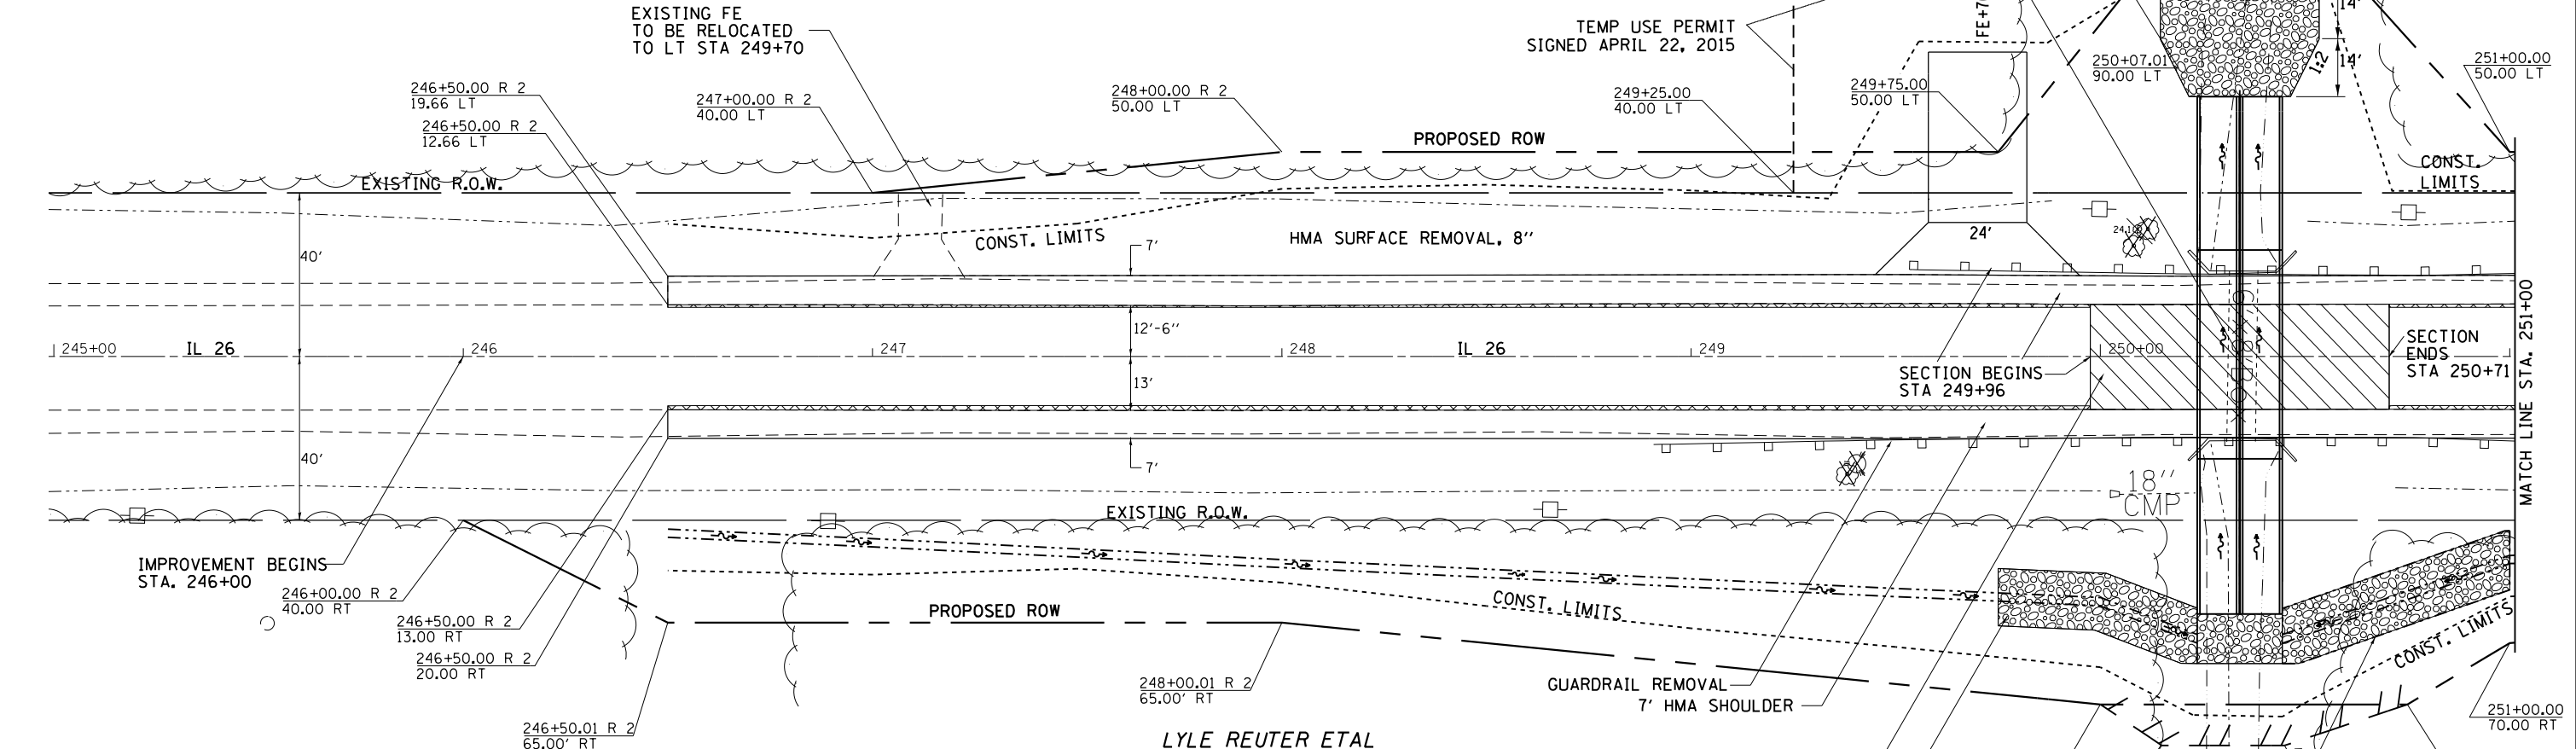 EXISTING FE
TO BE RELOCATED
TO LT STA 249+70
TEMP USE PERMIT
SIGNED APRIL 22, 2015
14'
14'
1:2
246+50.00 R 2
19.66 LT
246+50.00 R 2
12.66 LT
247+00.00 R 2
40.00 LT
248+00.00 R 2
50.00 LT
249+25.00
40.00 LT
249+75.00
50.00 LT
250+07.01
90.00 LT
251+00.00
50.00 LT
PROPOSED ROW
EXISTING R.O.W.
CONST.
LIMITS
CONST. LIMITS
7'
HMA SURFACE REMOVAL, 8''
24'
40'
12'-6''
245+00
IL 26
246
247
248
IL 26
249
250+00
SECTION
ENDS
STA 250+71
SECTION BEGINS
STA 249+96
13'
MATCH LINE STA. 251+00
40'
7'
18''
CMP
EXISTING R.O.W.
IMPROVEMENT BEGINS
STA. 246+00
246+00.00 R 2
40.00 RT
246+50.00 R 2
13.00 RT
246+50.00 R 2
20.00 RT
246+50.01 R 2
65.00' RT
PROPOSED ROW
CONST. LIMITS
CONST. LIMITS
248+00.01 R 2
65.00' RT
GUARDRAIL REMOVAL
7' HMA SHOULDER
251+00.00
70.00 RT
LYLE REUTER ETAL